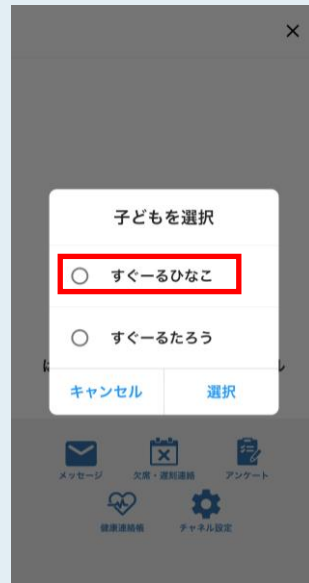 ×
子どもを選択
すぐーるひなこ
すぐーるたろう
キャンセル 選択
メッセージ 欠席・遅刻連絡 アンケート
健康連絡帳 チャネル設定